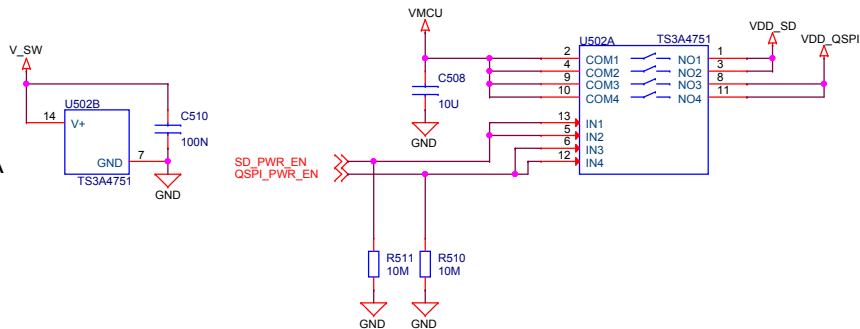 V_SW
U502B
14
V+
GND
7
TS3A4751
C510
100N
GND
A
VMCU
C508
10U
GND
U502A
TS3A4751
2
COM1
NO1
1
4
COM2
NO2
3
9
COM3
NO3
8
10
COM4
NO4
11
13
IN1
5
IN2
6
IN3
12
IN4
VDD_SD
VDD_QSPI
SD_PWR_EN
QSPI_PWR_EN
R511
10M
R510
10M
GND
GND